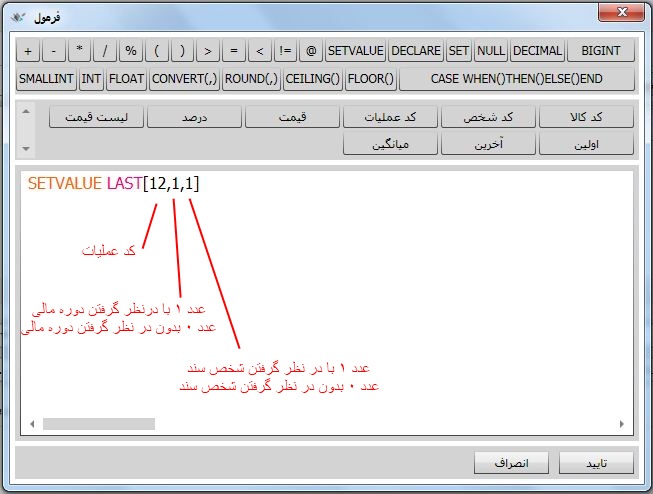 فرمول
+ - * / % ( ) > = < != @ SETVALUE DECLARE SET NULL DECIMAL BIGINT
SMALLINT INT FLOAT CONVERT(,) ROUND(,) CEILING() FLOOR() CASE WHEN()THEN()ELSE()END
کد کالا کد شخص کد عملیات قیمت درصد لیست قیمت
اولین آخرین میانگین
SETVALUE LAST[12,1,1]
کد عملیات
عدد ۱ با درنظر گرفتن دوره مالی
عدد ۰ بدون در نظر گرفتن دوره مالی
عدد ۱ با در نظر گرفتن شخص سند
عدد ۰ بدون در نظر گرفتن شخص سند
تایید انصراف